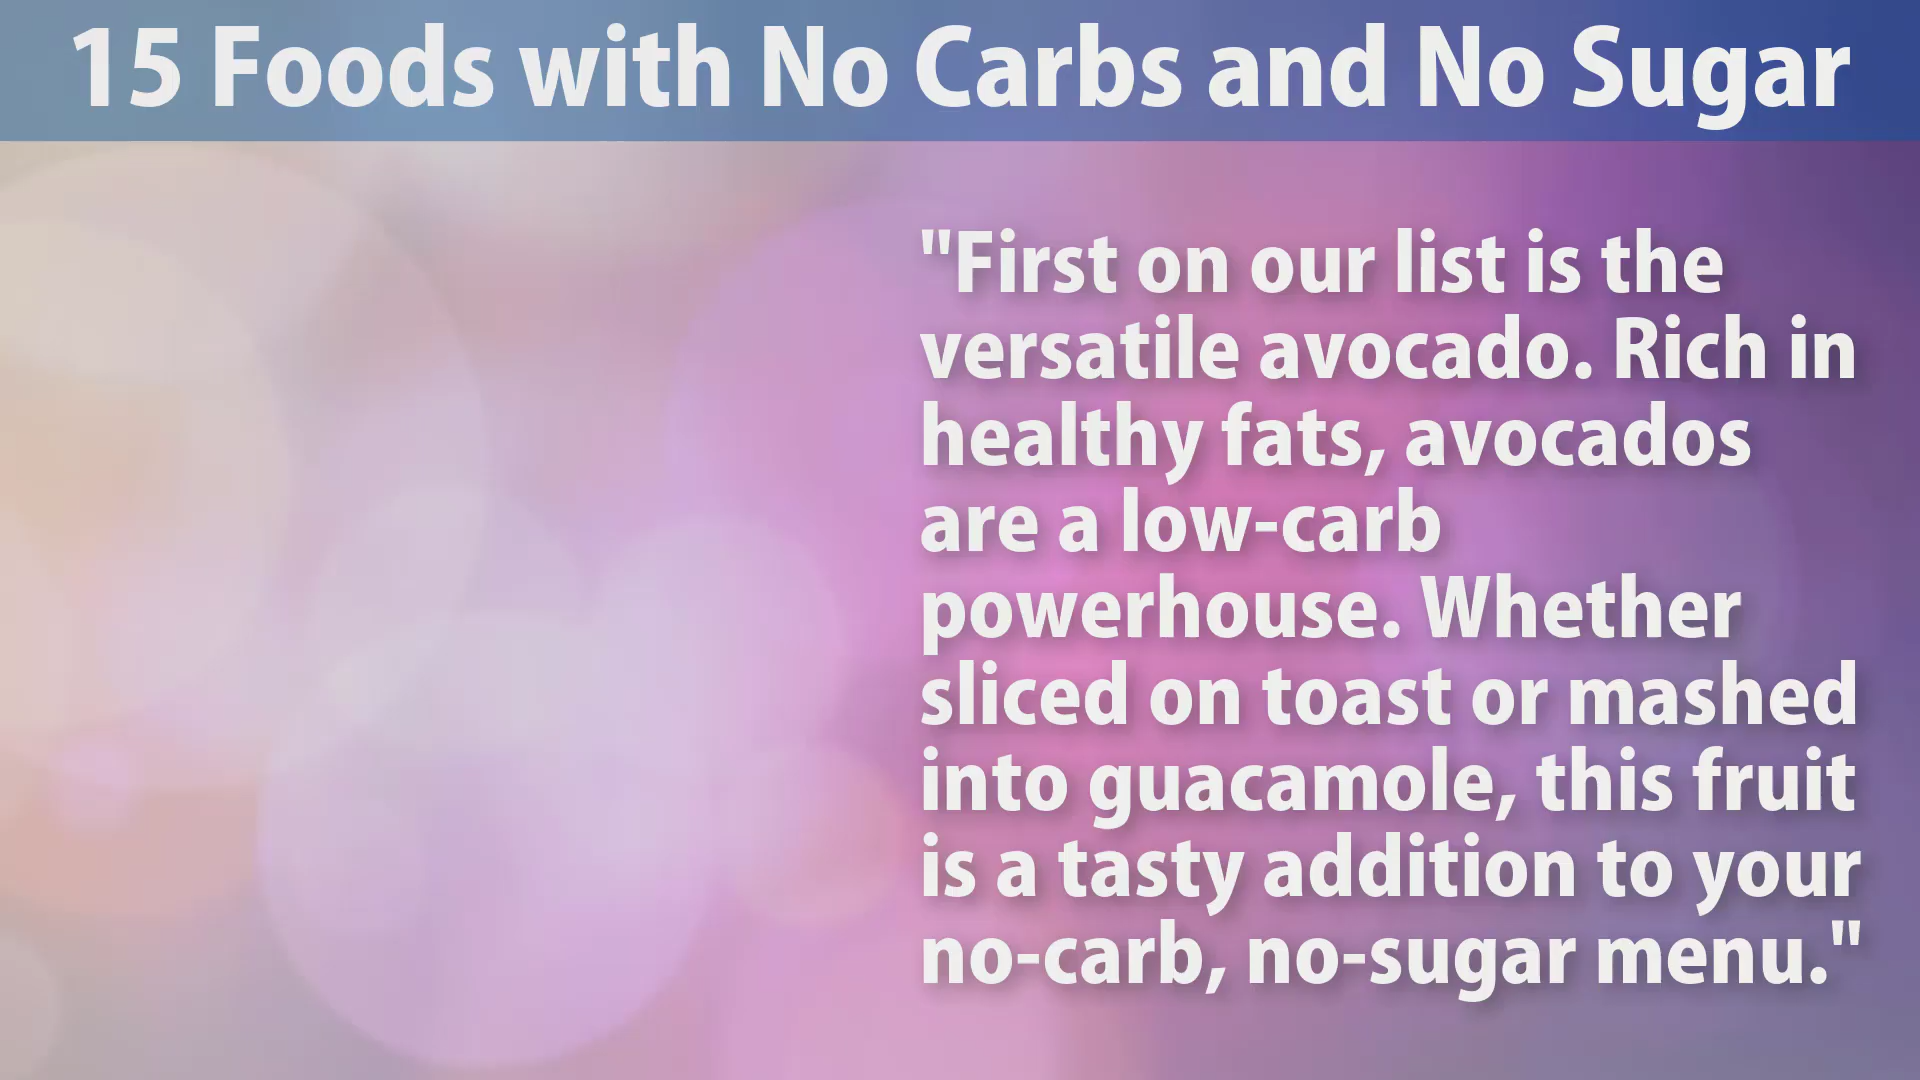 15 Foods with No Carbs and No Sugar
"First on our list is the
versatile avocado. Rich in
healthy fats, avocados
are a low-carb
powerhouse. Whether
sliced on toast or mashed
into guacamole, this fruit
is a tasty addition to your
no-carb, no-sugar menu."